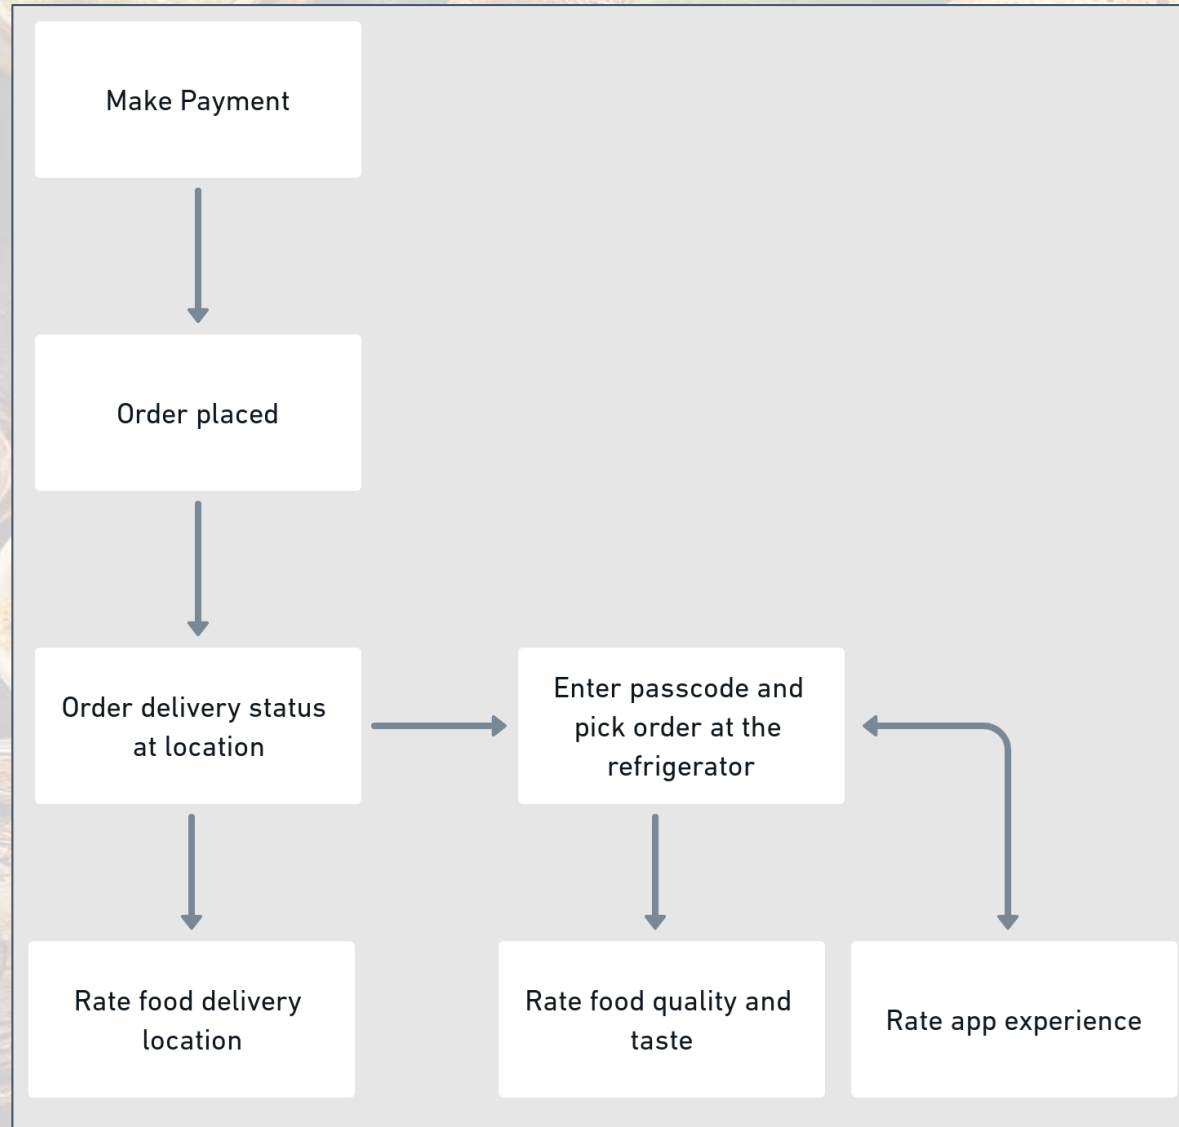 Make Payment
Order placed
Order delivery status
at location
Enter passcode and
pick order at the
refrigerator
Rate food delivery
location
Rate food quality and
taste
Rate app experience